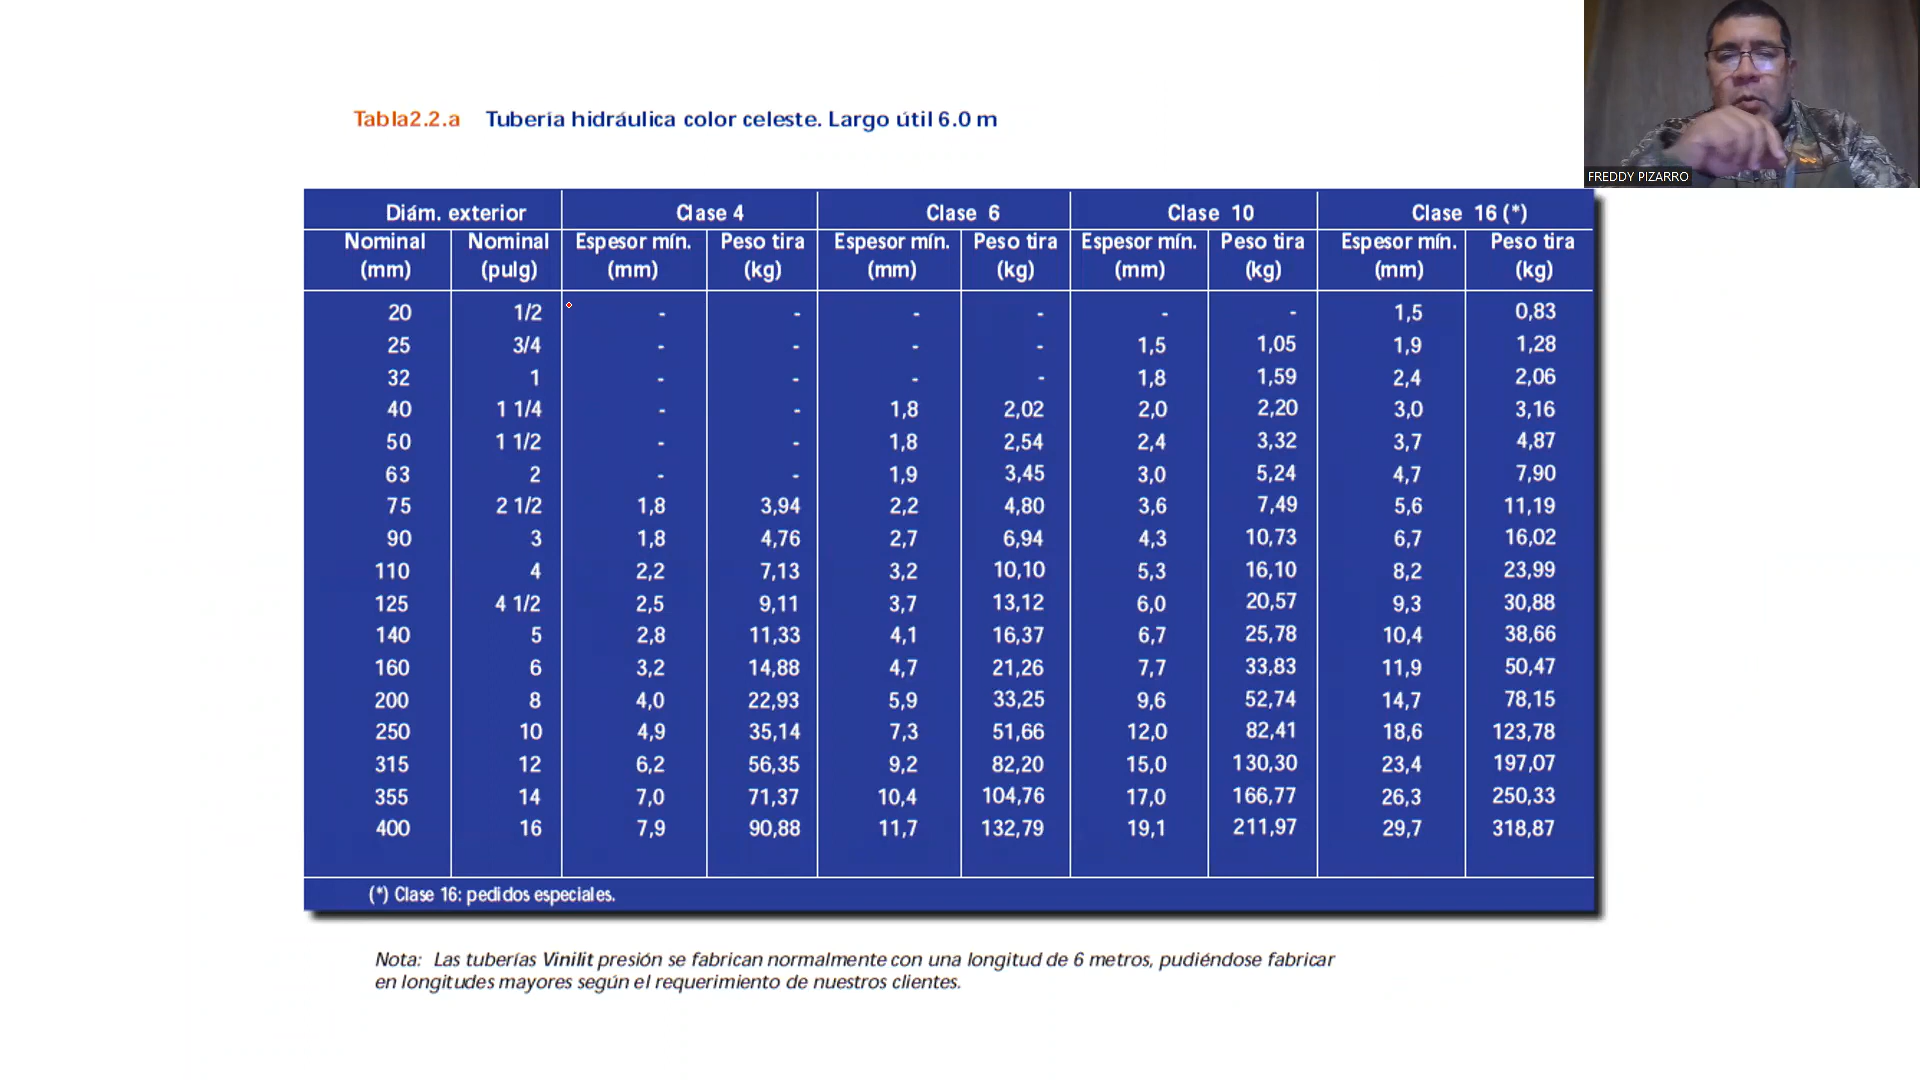 FREDDY PIZARRO
Tabla2.2.a Tubería hidráulica color celeste. Largo útil 6.0 m
Diám. exterior Clase 4 Clase 6 Clase 10 Clase 16 (*)
Nominal Nominal Espesor mín. Peso tira Espesor mín. Peso tira Espesor mín. Peso tira Espesor mín. Peso tira
(mm) (pulg) (mm) (kg) (mm) (kg) (mm) (kg) (mm) (kg)
20 1/2 - - - - - - 1,5 0,83
25 3/4 - - - - 1,5 1,05 1,9 1,28
32 1 - - - - 1,8 1,59 2,4 2,06
40 1 1/4 - - 1,8 2,02 2,0 2,20 3,0 3,16
50 1 1/2 - - 1,8 2,54 2,4 3,32 3,7 4,87
63 2 - - 1,9 3,45 3,0 5,24 4,7 7,90
75 2 1/2 1,8 3,94 2,2 4,80 3,6 7,49 5,6 11,19
90 3 1,8 4,76 2,7 6,94 4,3 10,73 6,7 16,02
110 4 2,2 7,13 3,2 10,10 5,3 16,10 8,2 23,99
125 4 1/2 2,5 9,11 3,7 13,12 6,0 20,57 9,3 30,88
140 5 2,8 11,33 4,1 16,37 6,7 25,78 10,4 38,66
160 6 3,2 14,88 4,7 21,26 7,7 33,83 11,9 50,47
200 8 4,0 22,93 5,9 33,25 9,6 52,74 14,7 78,15
250 10 4,9 35,14 7,3 51,66 12,0 82,41 18,6 123,78
315 12 6,2 56,35 9,2 82,20 15,0 130,30 23,4 197,07
355 14 7,0 71,37 10,4 104,76 17,0 166,77 26,3 250,33
400 16 7,9 90,88 11,7 132,79 19,1 211,97 29,7 318,87
(*) Clase 16: pedidos especiales.
Nota: Las tuberías Vinilit presión se fabrican normalmente con una longitud de 6 metros, pudiéndose fabricar
en longitudes mayores según el requerimiento de nuestros clientes.